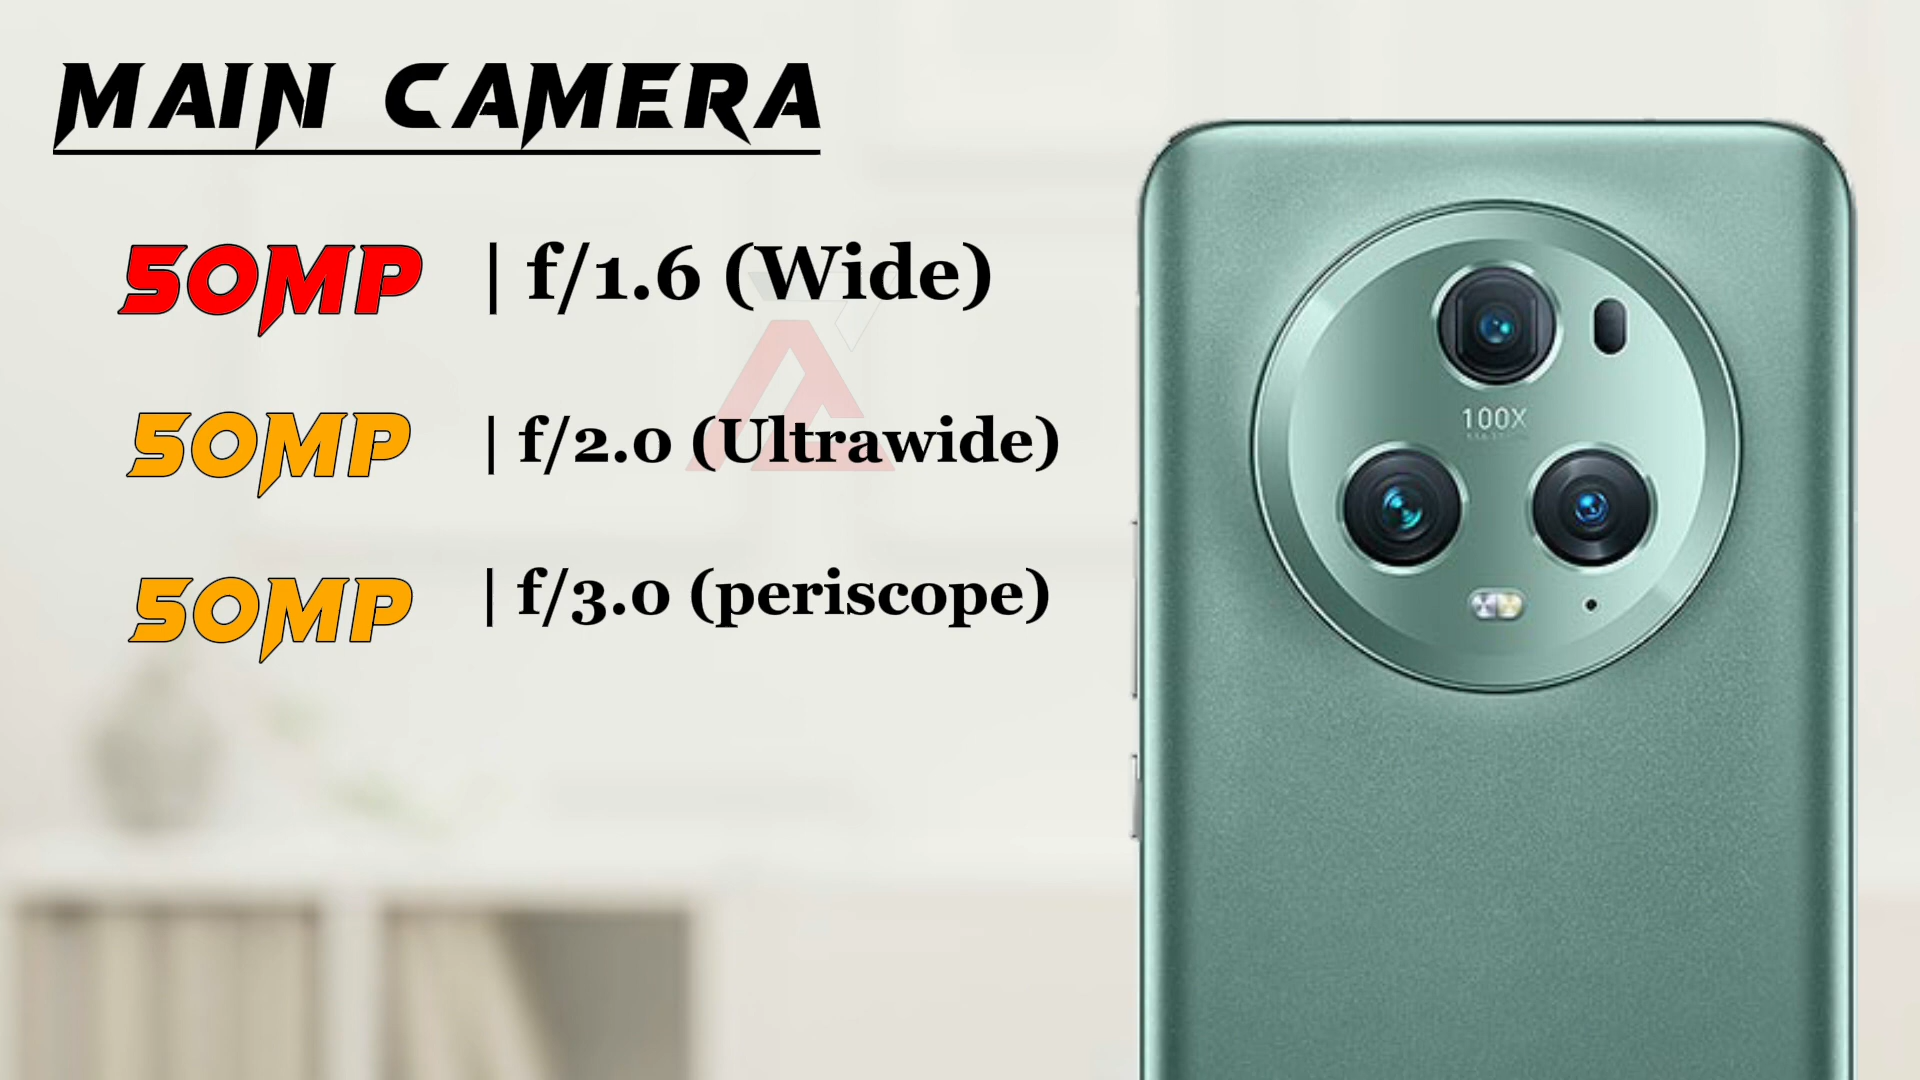 MAIN CAMERA
50MP | f/1.6 (Wide)
50MP | f/2.0 (Ultrawide)
50MP | f/3.0 (periscope)
100X